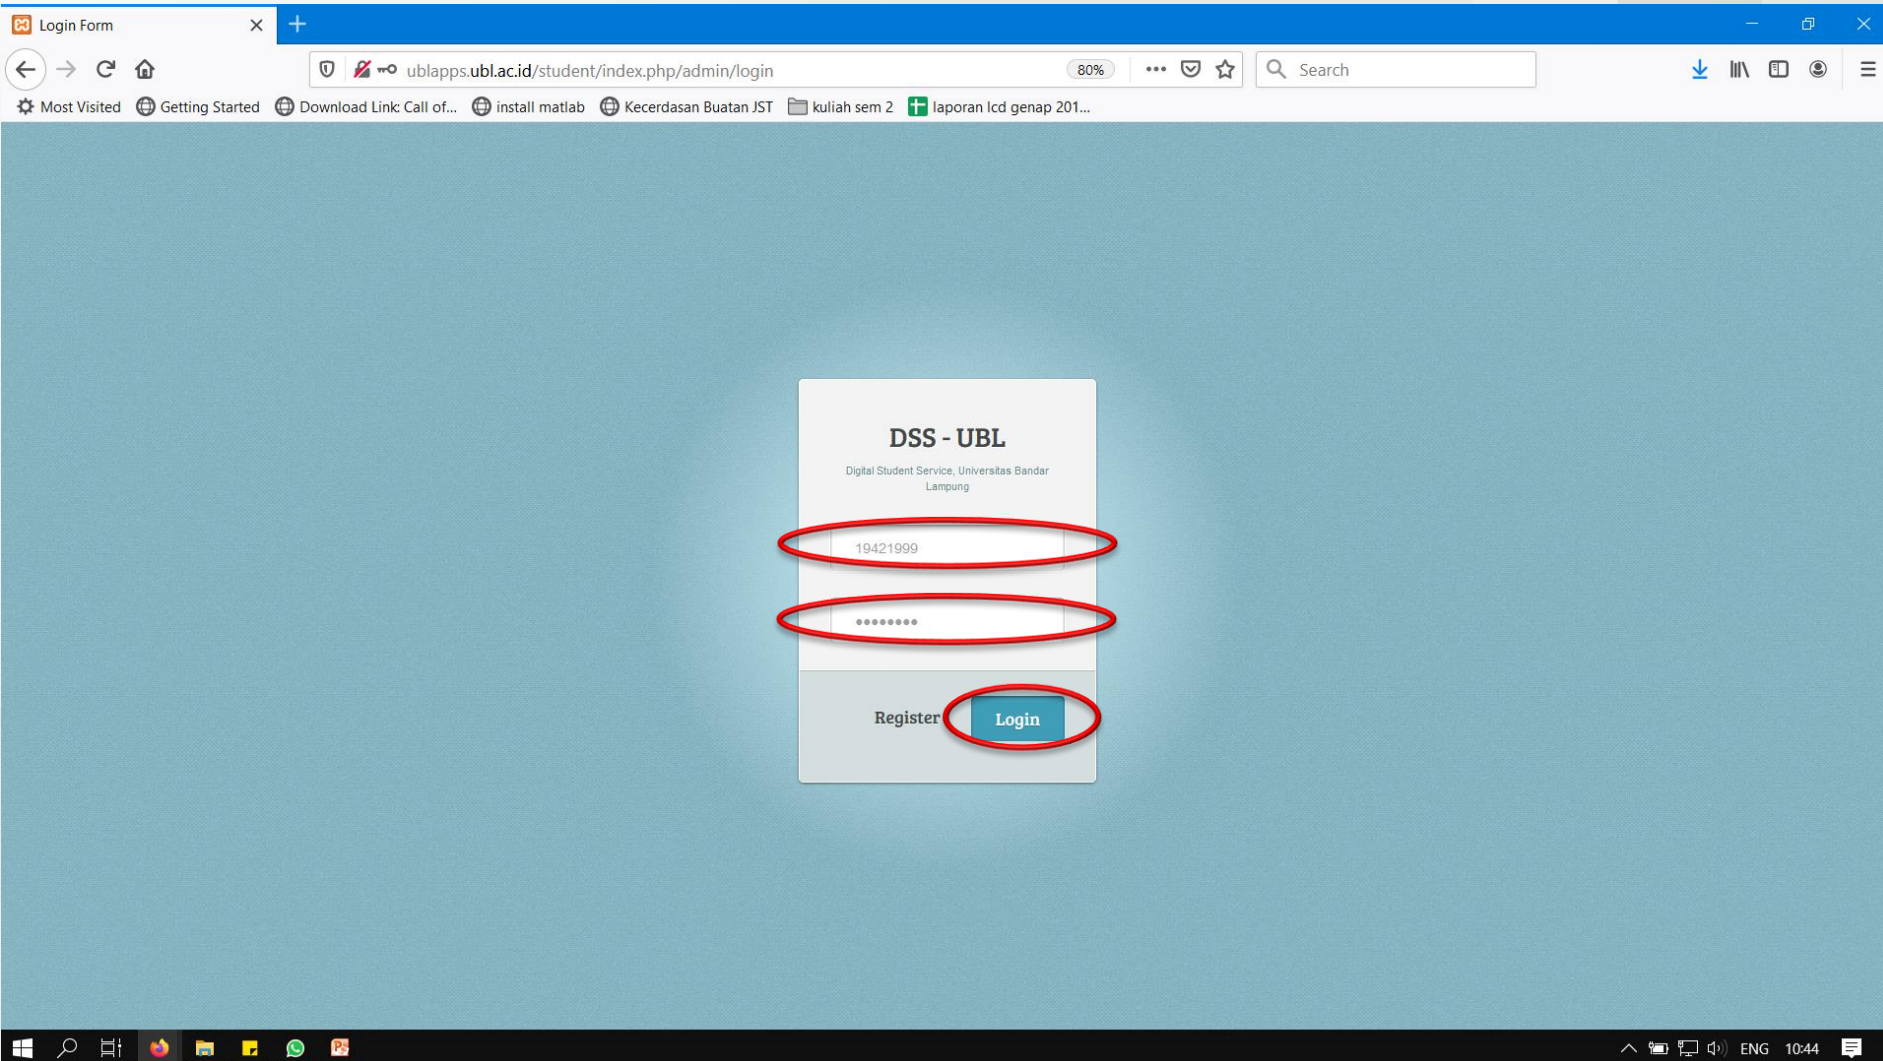 Login Form
ublapps.ubl.ac.id/student/index.php/admin/login
80%
Search
Most Visited Getting Started Download Link: Call of... install matlab Kecerdasan Buatan JST kuliah sem 2 laporan lcd genap 201...
DSS - UBL
Digital Student Service, Universitas Bandar
Lampung
19421999
••••••••
Register Login
ENG 10:44